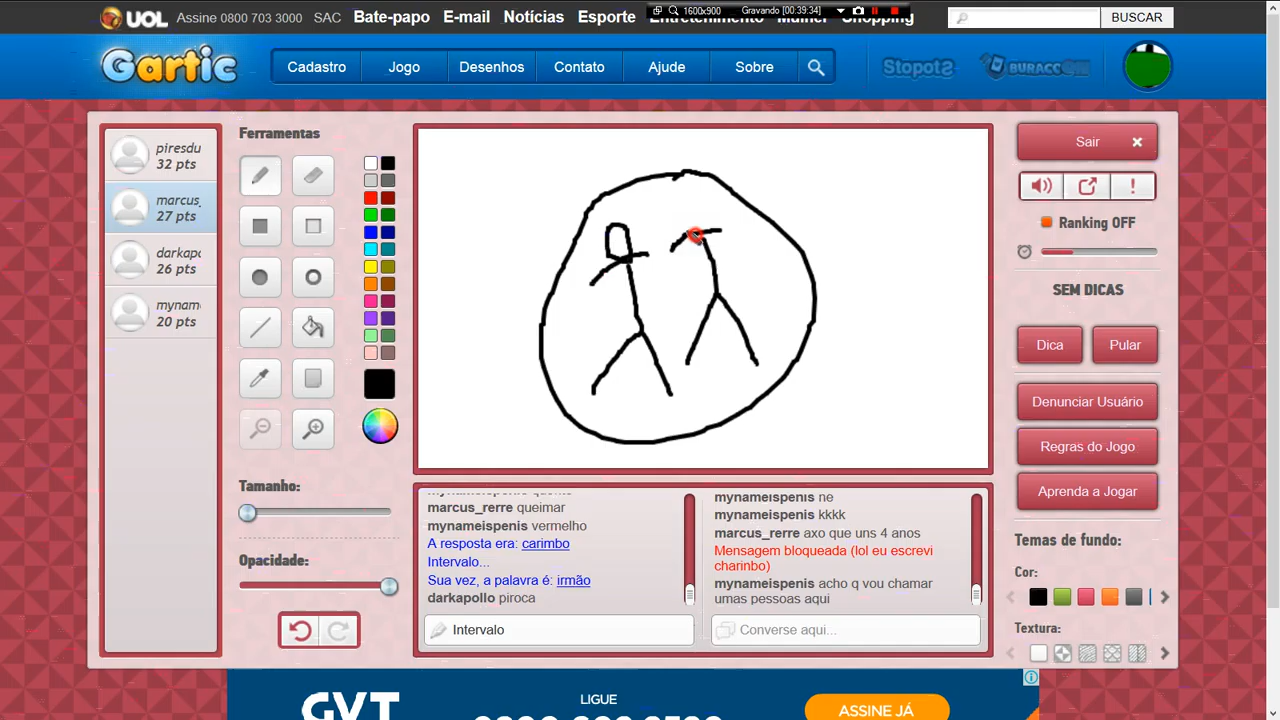 UOL Assine 0800 703 3000 SAC Bate-papo E-mail Notícias Esporte Entretenimento Mulher Shopping BUSCAR
1600x900 Gravando [00:39:34]
Gartic Cadastro Jogo Desenhos Contato Ajude Sobre StopotS BURACO
piresdu
32 pts
marcus_
27 pts
darkapo
26 pts
mynam
20 pts
Ferramentas
Tamanho:
Opacidade:
marcus_rerre queimar
mynameispenis vermelho
A resposta era: carimbo
Intervalo...
Sua vez, a palavra é: irmão
darkapollo piroca
Intervalo
mynameispenis ne
mynameispenis kkkk
marcus_rerre axo que uns 4 anos
Mensagem bloqueada (lol eu escrevi
charinbo)
mynameispenis acho q vou chamar
umas pessoas aqui
Converse aqui...
Sair ×
!
Ranking OFF
SEM DICAS
Dica Pular
Denunciar Usuário
Regras do Jogo
Aprenda a Jogar
Temas de fundo:
Cor:
Textura:
GVT
LIGUE
ASSINE JÁ